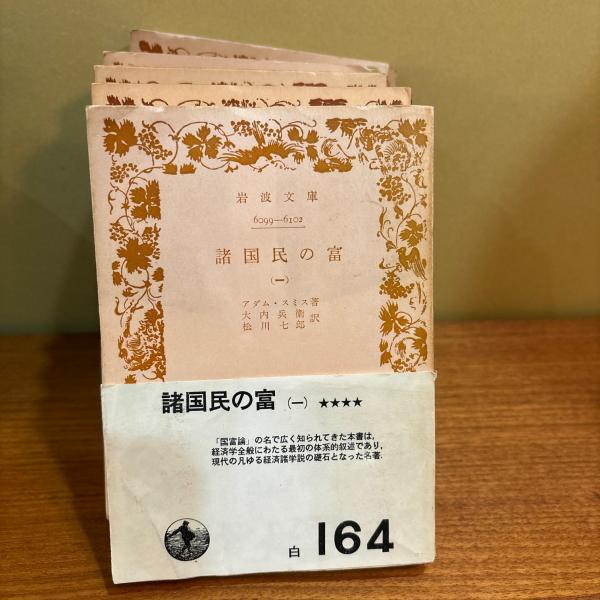 岩波文庫
6099—6102
諸国民の富
(一)
アダム・スミス著
大内兵衛
松川七郎 訳
諸国民の富 (一) ★★★★
「国富論」の名で広く知られてきた本書は,
経済学全般にわたる最初の体系的叙述であり,
現代の凡ゆる経済諸学説の礎石となった名著.
白 164